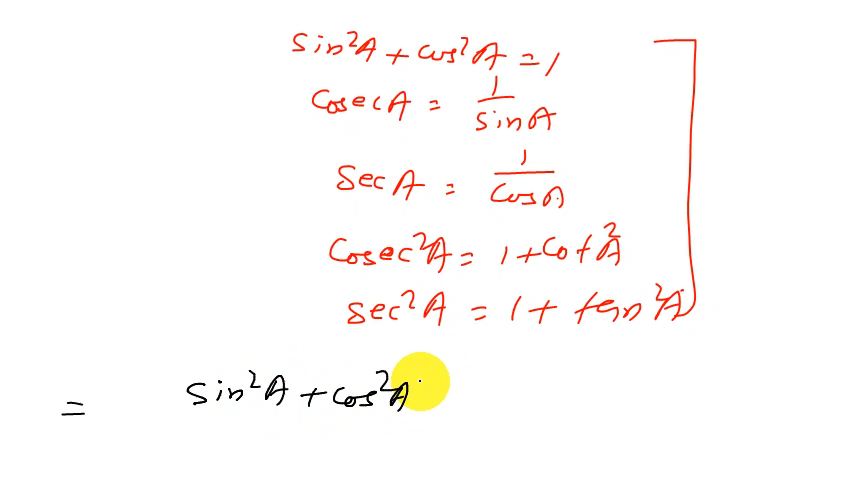 sin²A + cos²A = 1
cosecA = 1/sinA
secA = 1/cosA
cosec²A = 1 + cot²A
sec²A = 1 + tan²A
= sin²A + cos²A